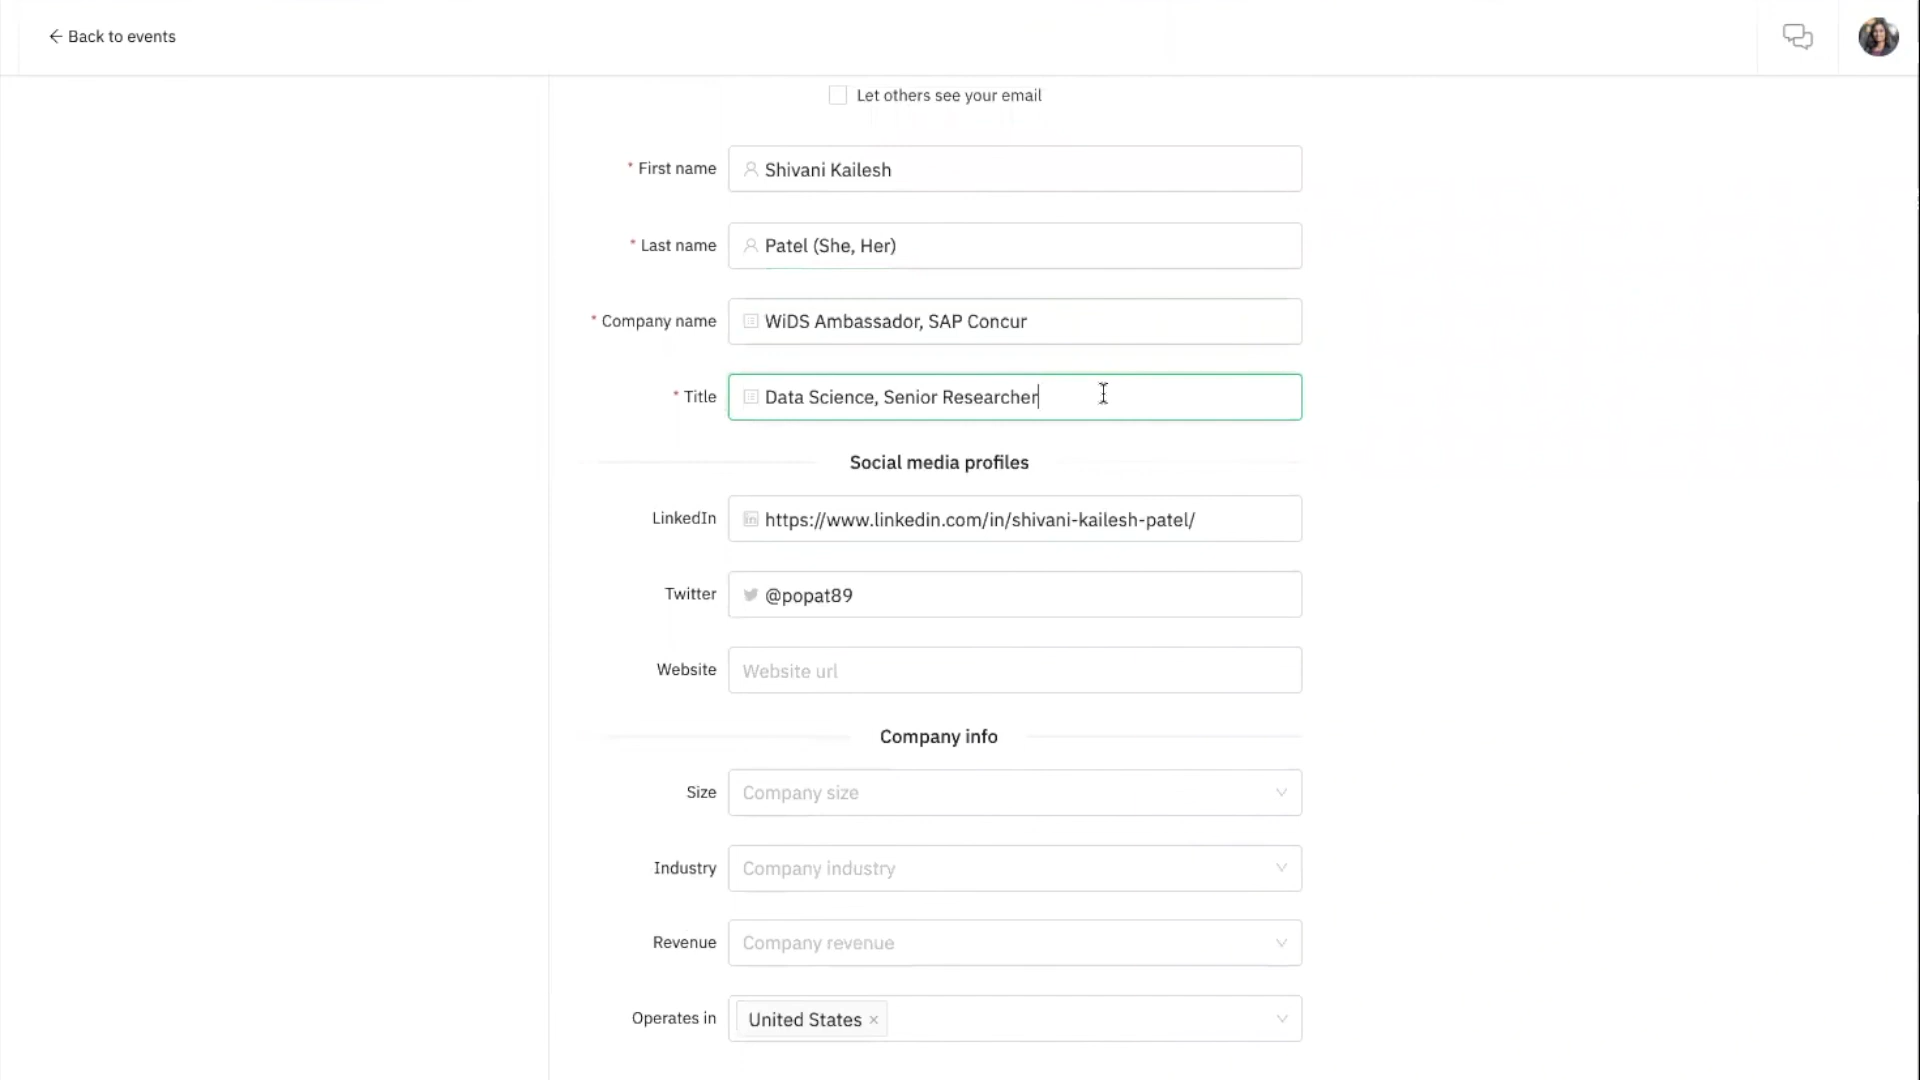 ← Back to events
Let others see your email
* First name Shivani Kailesh
* Last name Patel (She, Her)
* Company name WiDS Ambassador, SAP Concur
* Title Data Science, Senior Researcher
Social media profiles
LinkedIn https://www.linkedin.com/in/shivani-kailesh-patel/
Twitter @popat89
Website Website url
Company info
Size Company size
Industry Company industry
Revenue Company revenue
Operates in United States ×